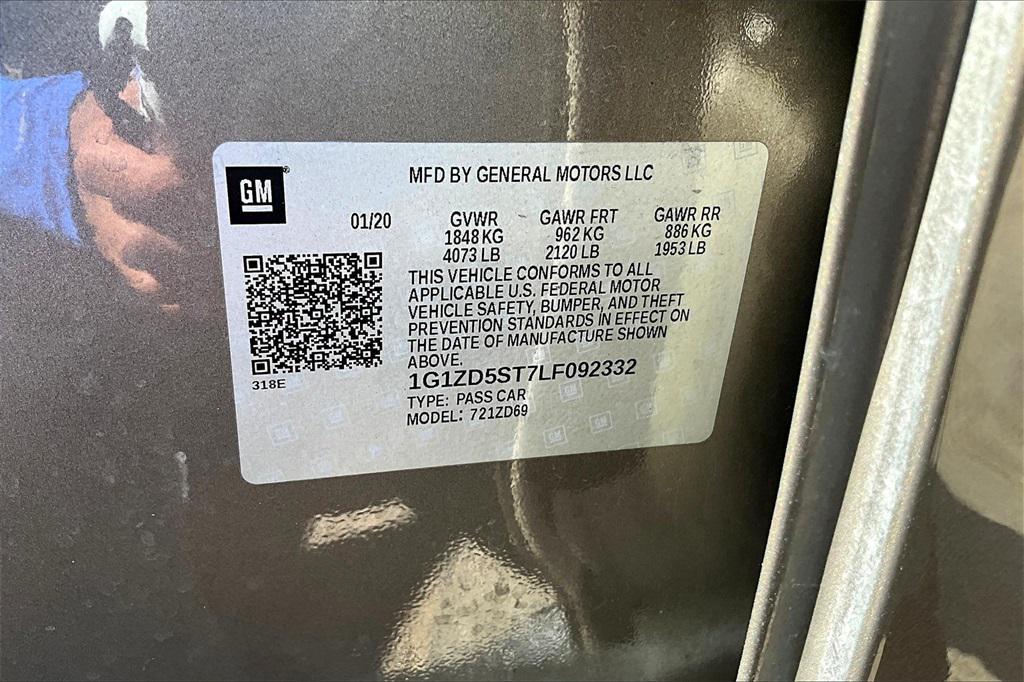 GM
MFD BY GENERAL MOTORS LLC
01/20 GVWR GAWR FRT GAWR RR
1848 KG 962 KG 886 KG
4073 LB 2120 LB 1953 LB
THIS VEHICLE CONFORMS TO ALL
APPLICABLE U.S. FEDERAL MOTOR
VEHICLE SAFETY, BUMPER, AND THEFT
PREVENTION STANDARDS IN EFFECT ON
THE DATE OF MANUFACTURE SHOWN
ABOVE.
318E
1G1ZD5ST7LF092332
TYPE: PASS CAR
MODEL: 721ZD69